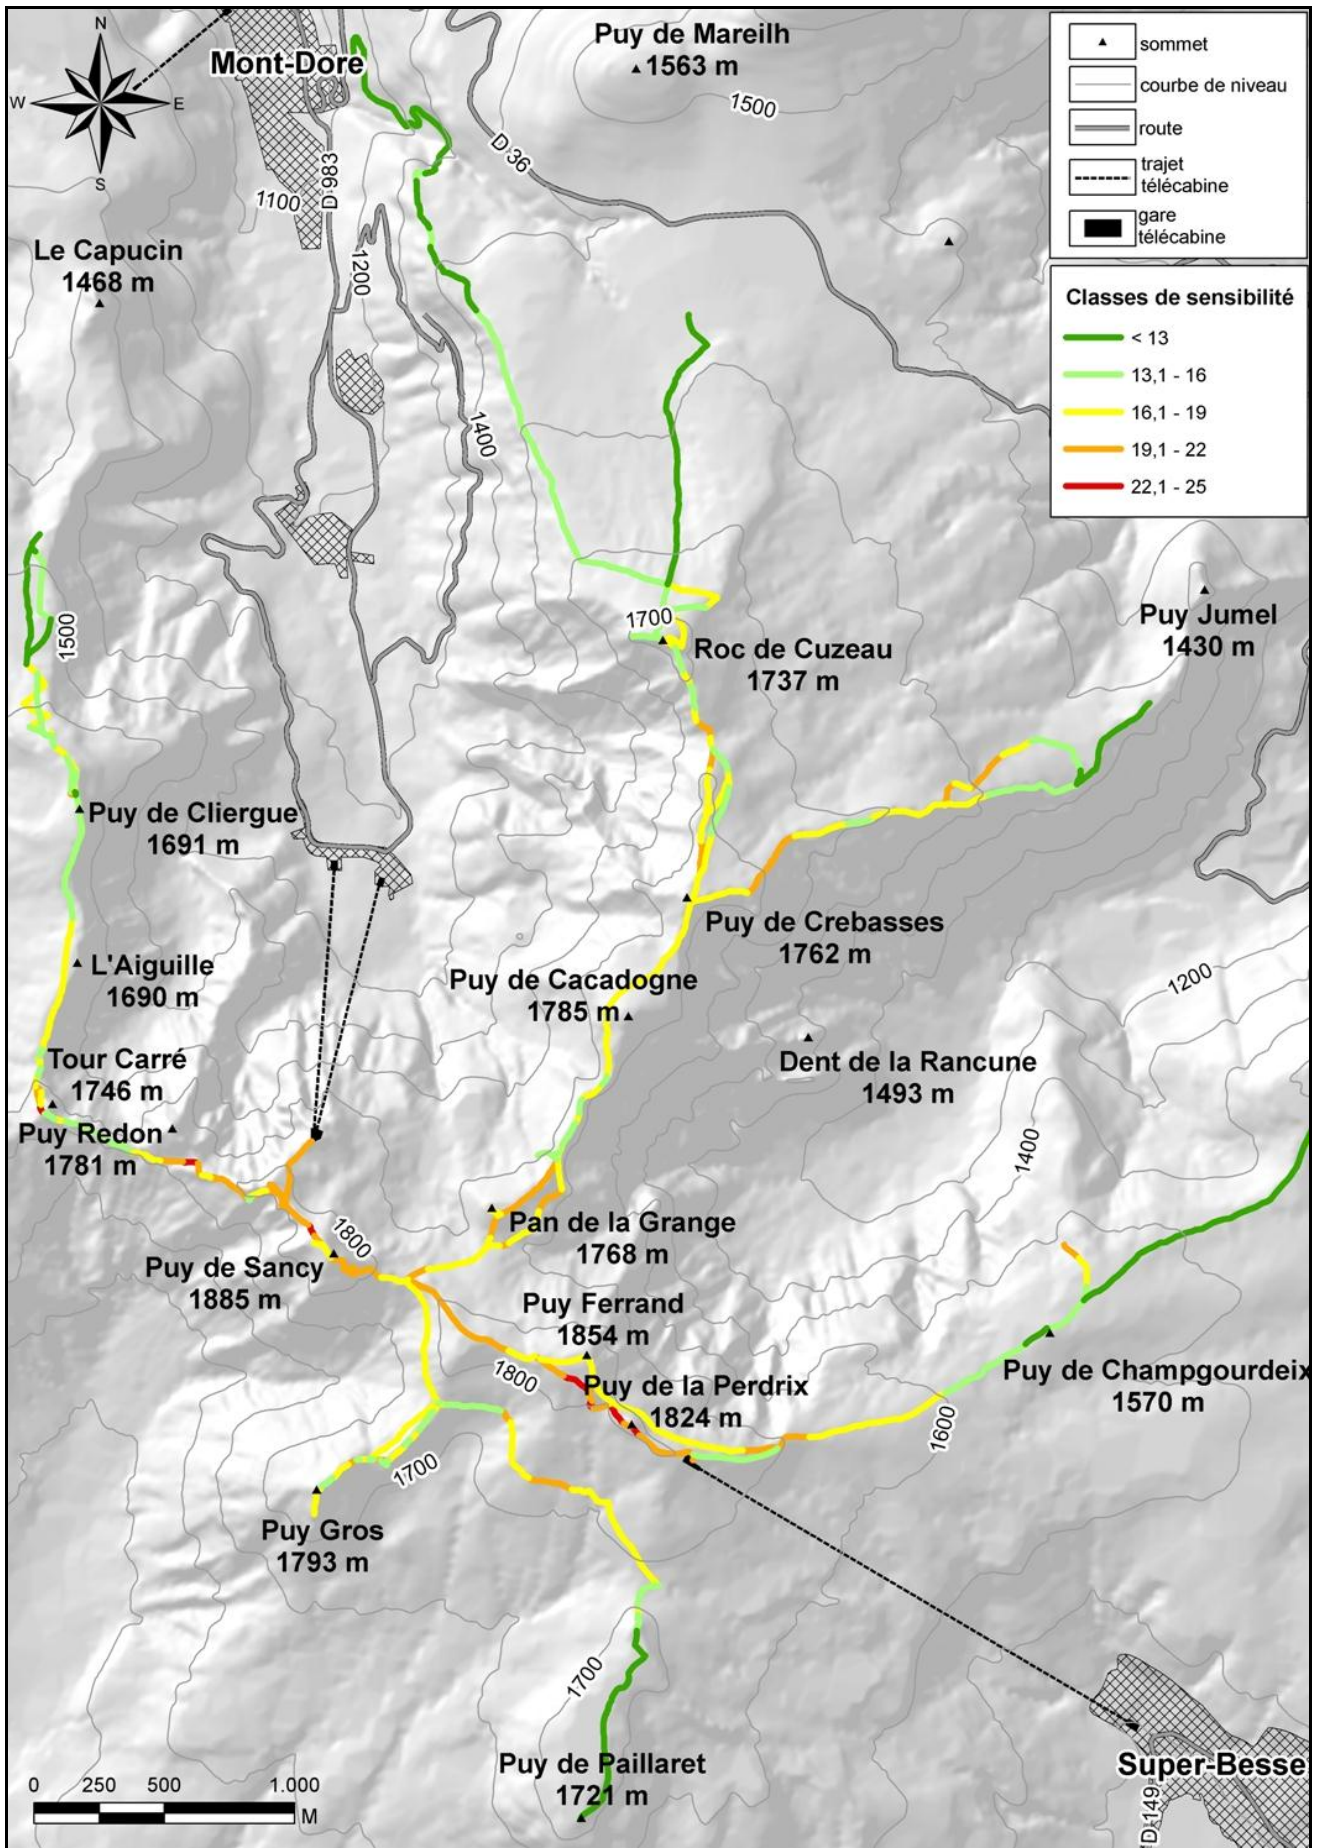 N
W
E
S
Mont-Dore
Puy de Mareilh
1563 m
1500
D 36
D 983
1100
1200
Le Capucin
1468 m
sommet
courbe de niveau
route
trajet
télécabine
gare
télécabine
Classes de sensibilité
< 13
13,1 - 16
16,1 - 19
19,1 - 22
22,1 - 25
1400
1500
1700
Roc de Cuzeau
1737 m
Puy Jumel
1430 m
Puy de Cliergue
1691 m
Puy de Crebasses
1762 m
L'Aiguille
1690 m
Puy de Cacadogne
1785 m
1200
Tour Carré
1746 m
Dent de la Rancune
1493 m
Puy Redon
1781 m
1400
Pan de la Grange
1768 m
1800
Puy de Sancy
1885 m
Puy Ferrand
1854 m
1800
Puy de la Perdrix
1824 m
Puy de Champgourdeix
1570 m
1600
1700
Puy Gros
1793 m
1700
Puy de Paillaret
1721 m
Super-Besse
D 149
0 250 500 1.000
M